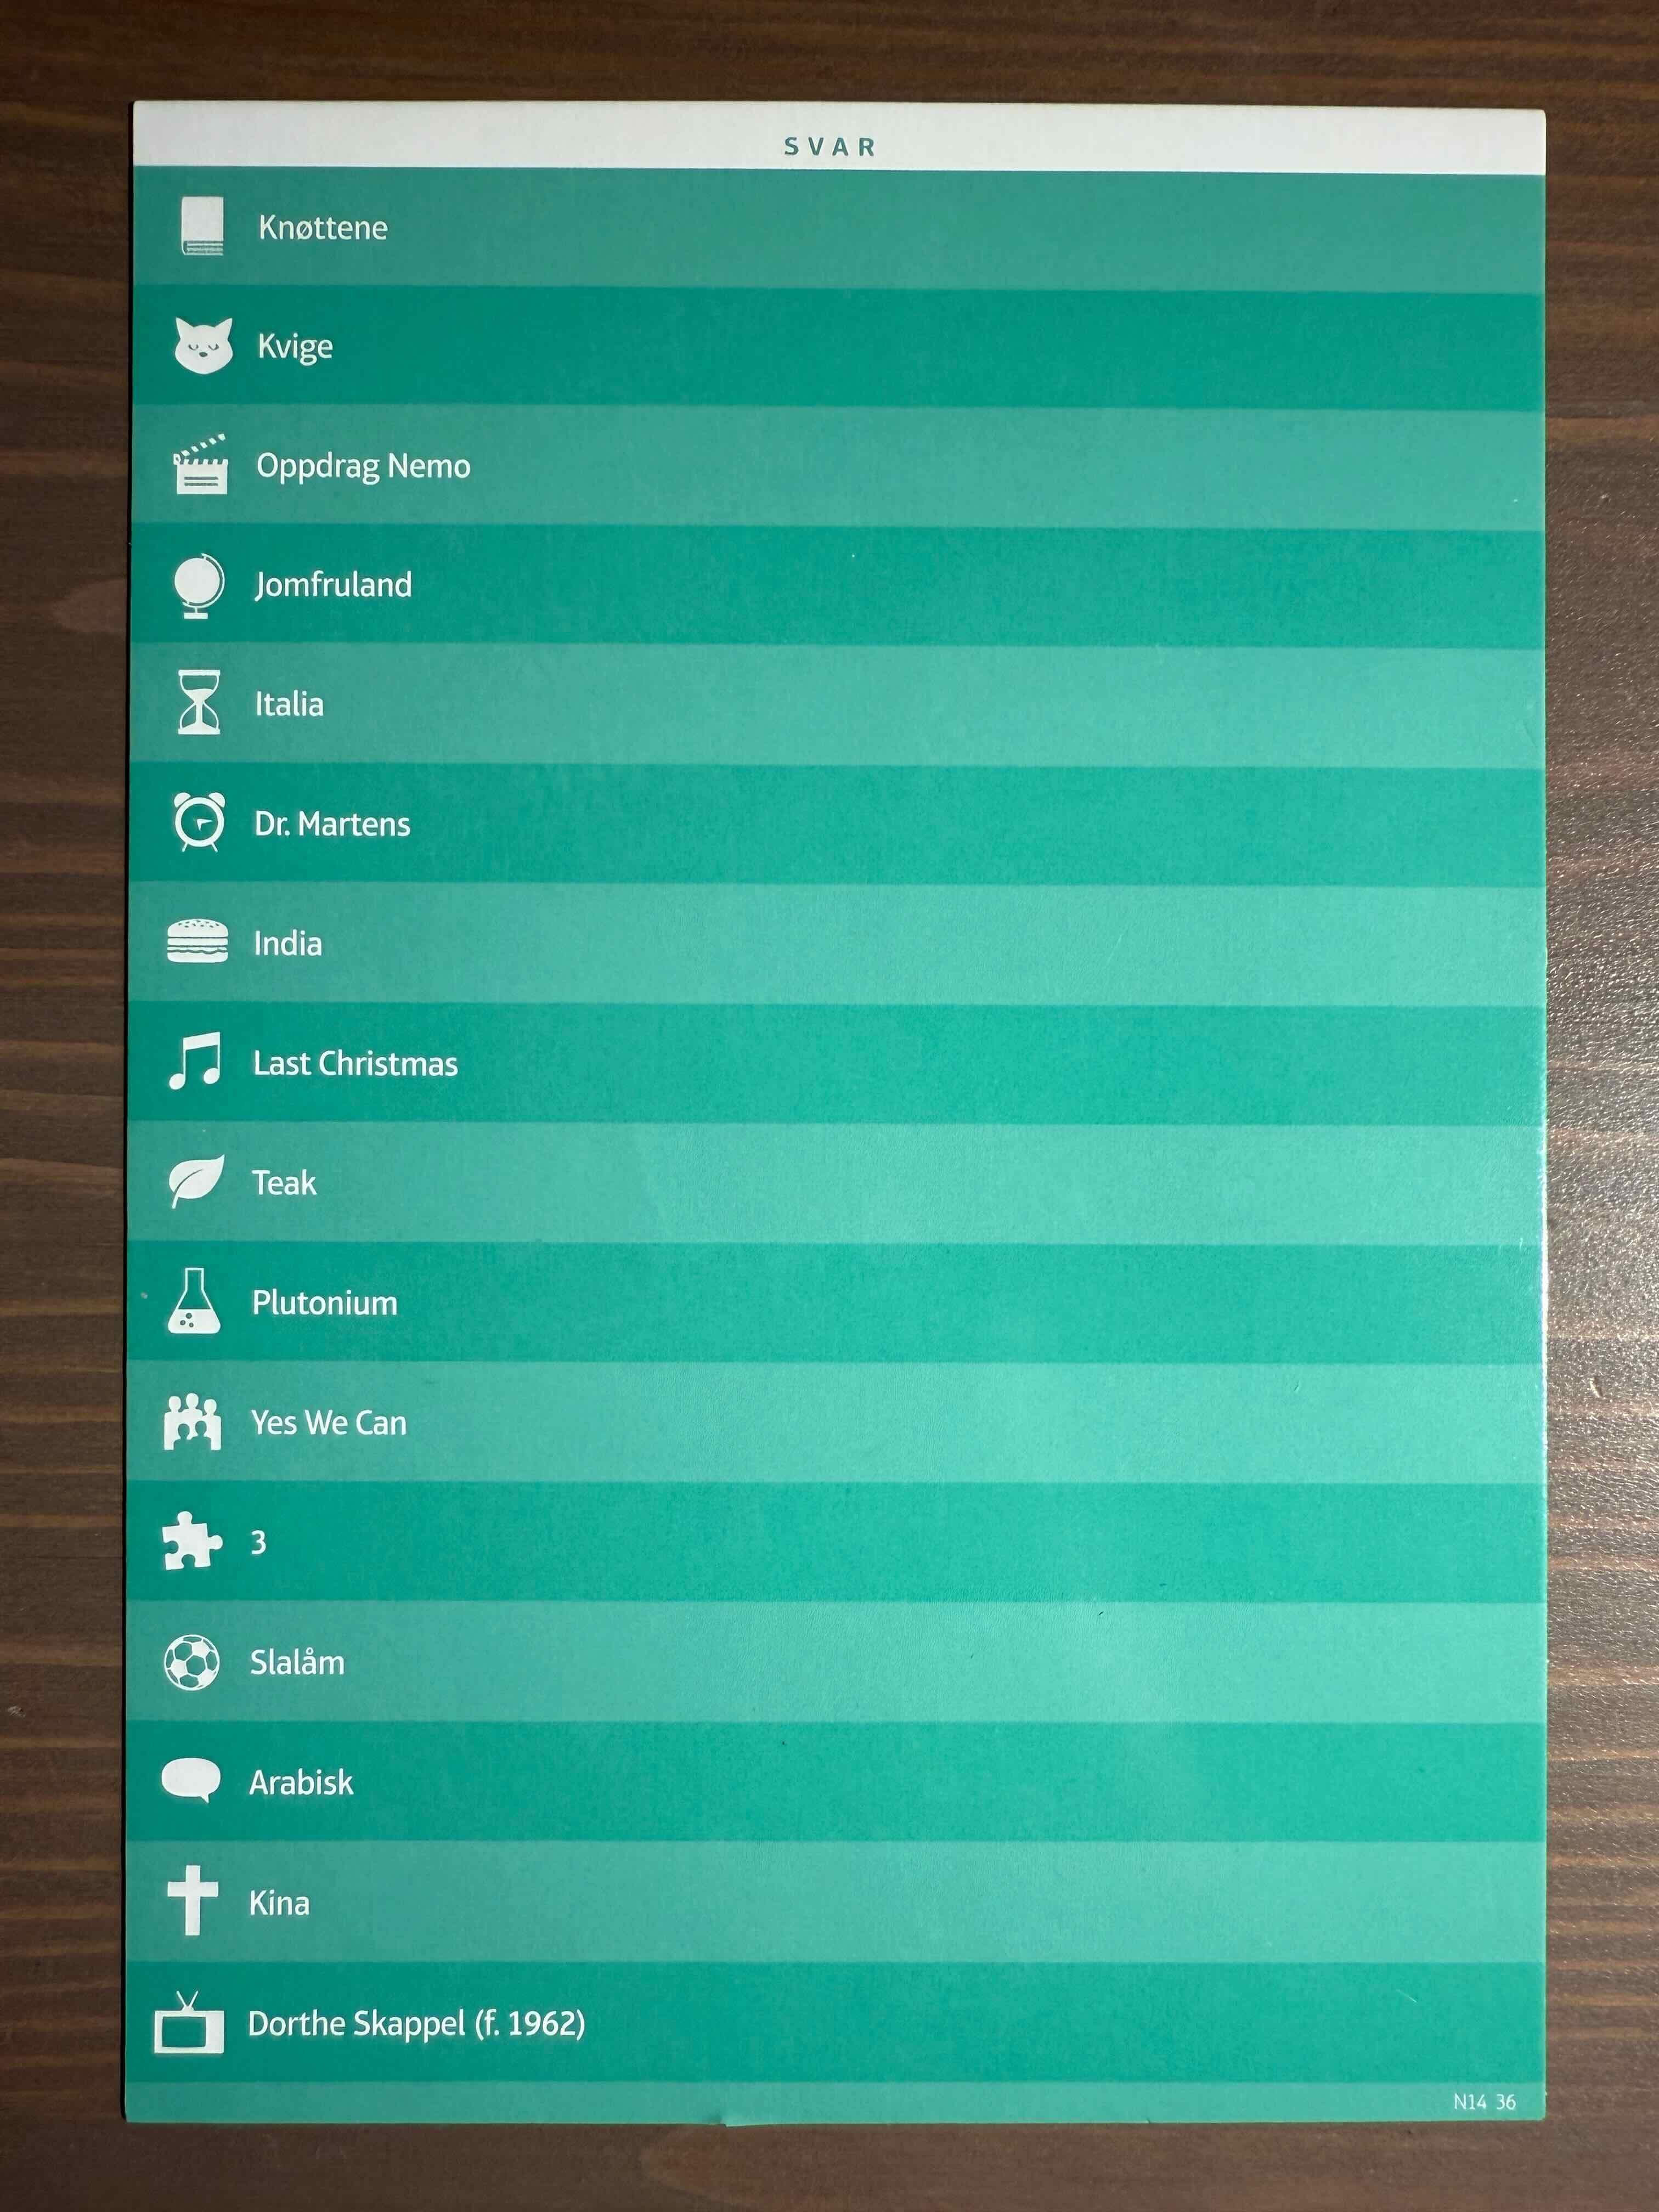 SVAR
Knøttene
Kvige
Oppdrag Nemo
Jomfruland
Italia
Dr. Martens
India
Last Christmas
Teak
Plutonium
Yes We Can
3
Slalåm
Arabisk
Kina
Dorthe Skappel (f. 1962)
N14 36